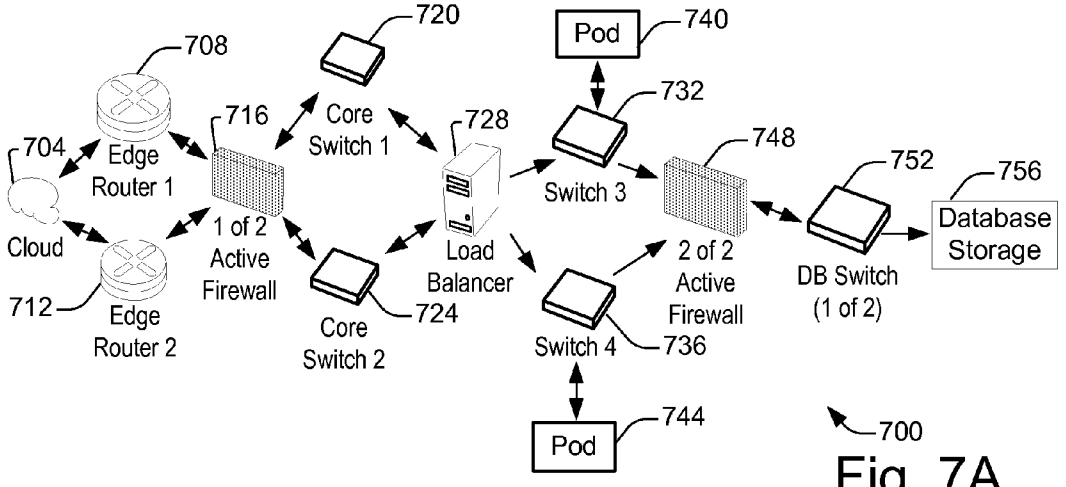 720
Pod
740
708
732
716
Core
Switch 1
728
748
704
Edge
Router 1
752
756
Switch 3
Database
Storage
Cloud
1 of 2
Active
Firewall
Load
Balancer
2 of 2
Active
Firewall
DB Switch
(1 of 2)
712
Edge
Router 2
724
Core
Switch 2
Switch 4
736
Pod
744
700
Fig. 7A